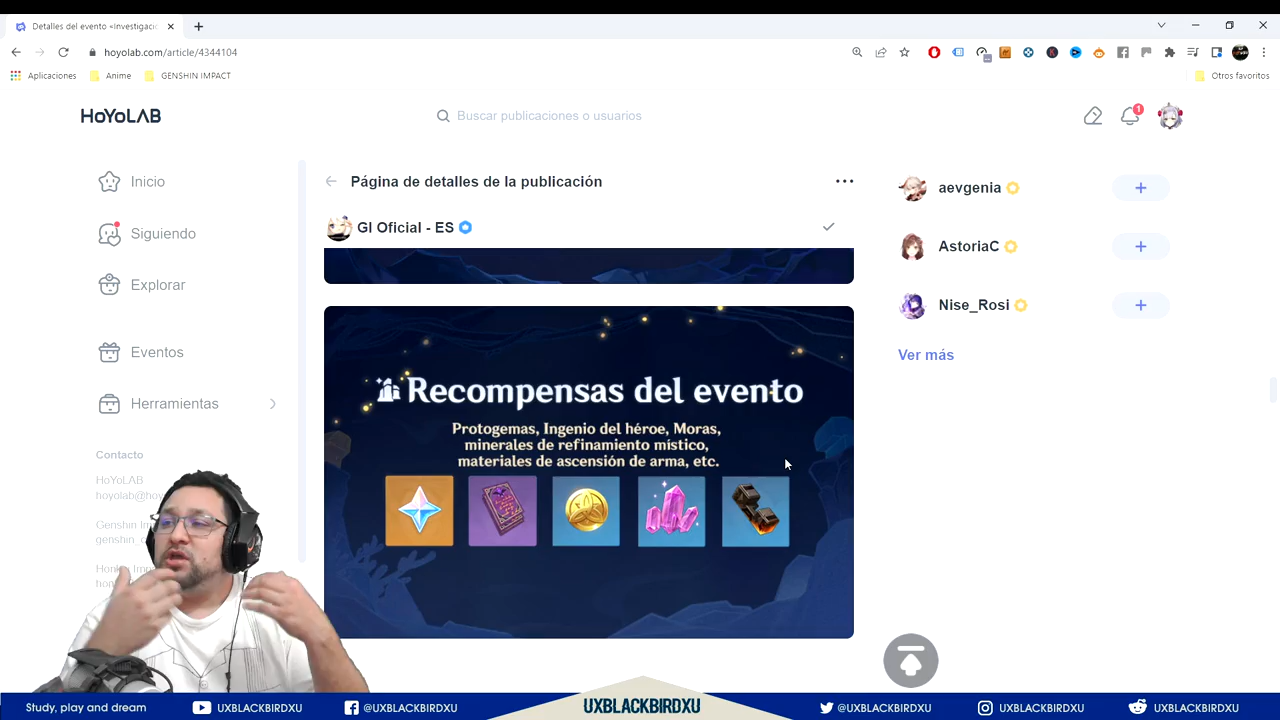 Detalles del evento «Investigaci
hoyolab.com/article/4344104
Aplicaciones
Anime
GENSHIN IMPACT
Otros favoritos
HoYoLAB
Buscar publicaciones o usuarios
1
Inicio
Siguiendo
Explorar
Eventos
Herramientas
Contacto
HoYoLAB
Página de detalles de la publicación
GI Oficial - ES
Recompensas del evento
Protogemas, Ingenio del héroe, Moras,
minerales de refinamiento místico,
materiales de ascensión de arma, etc.
aevgenia
AstoriaC
Nise_Rosi
Ver más
Study, play and dream
UXBLACKBIRDXU
@UXBLACKBIRDXU
UXBLACKBIRDXU
@UXBLACKBIRDXU
UXBLACKBIRDXU
@UXBLACKBIRDXU